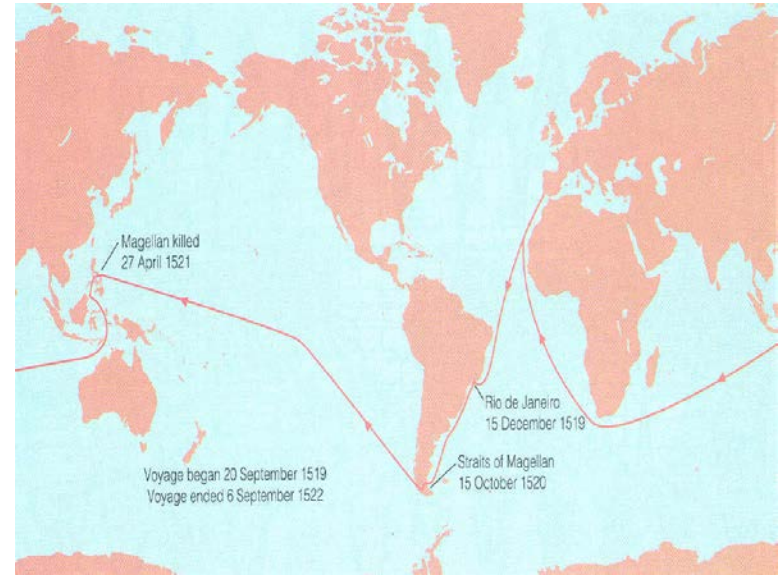 Magellan killed
27 April 1521
Rio de Janeiro
15 December 1519
Straits of Magellan
15 October 1520
Voyage began 20 September 1519
Voyage ended 6 September 1522